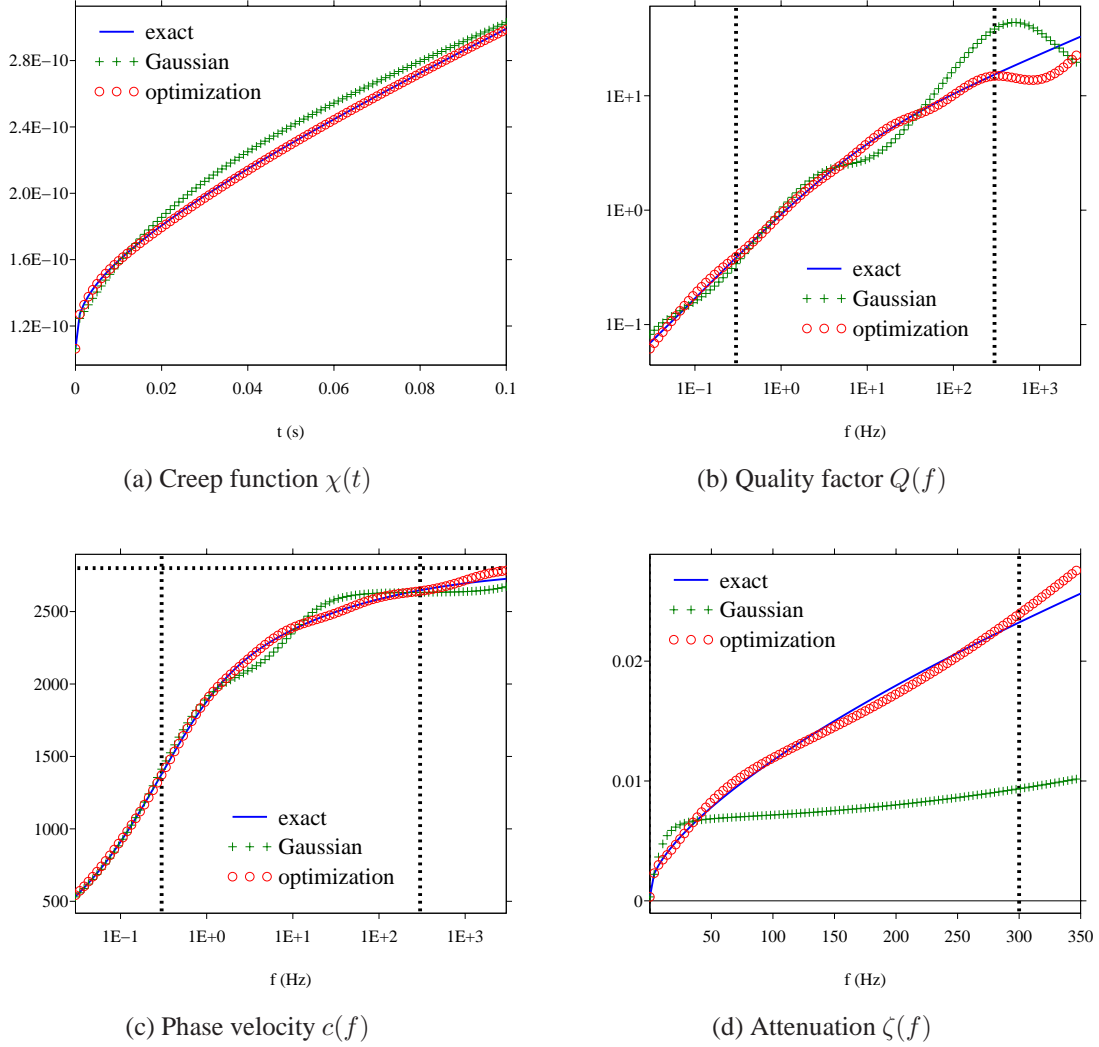 exact
Gaussian
optimization
2.8E−10
2.4E−10
2.0E−10
1.6E−10
1.2E−10
0 0.02 0.04 0.06 0.08 0.1
t (s)
(a) Creep function χ(t)
1E+1
1E+0
1E−1
exact
Gaussian
optimization
1E−1 1E+0 1E+1 1E+2 1E+3
f (Hz)
(b) Quality factor Q(f)
2500
2000
1500
1000
500
exact
Gaussian
optimization
1E−1 1E+0 1E+1 1E+2 1E+3
f (Hz)
(c) Phase velocity c(f)
exact
Gaussian
optimization
0.02
0.01
0
50 100 150 200 250 300 350
f (Hz)
(d) Attenuation ζ(f)